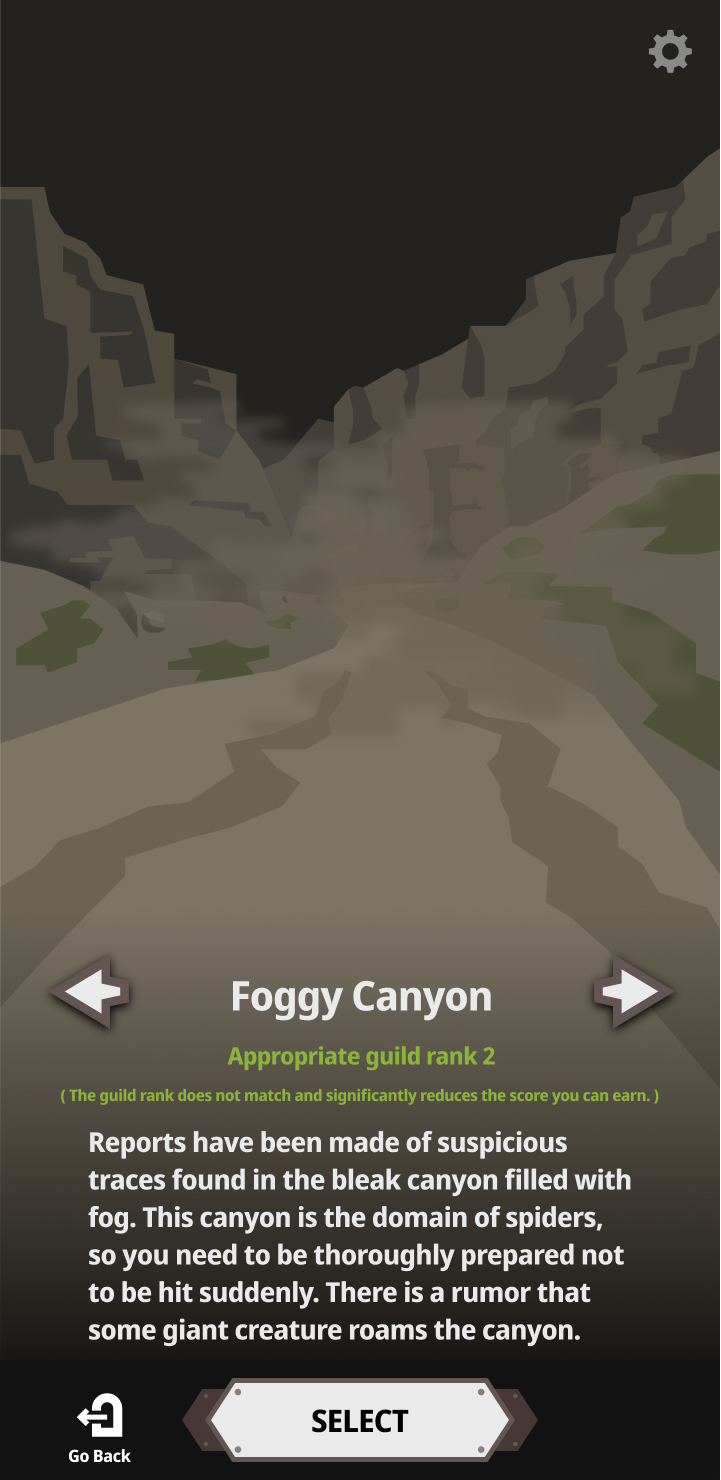 Foggy Canyon
Appropriate guild rank 2
( The guild rank does not match and significantly reduces the score you can earn. )
Reports have been made of suspicious
traces found in the bleak canyon filled with
fog. This canyon is the domain of spiders,
so you need to be thoroughly prepared not
to be hit suddenly. There is a rumor that
some giant creature roams the canyon.
SELECT
Go Back